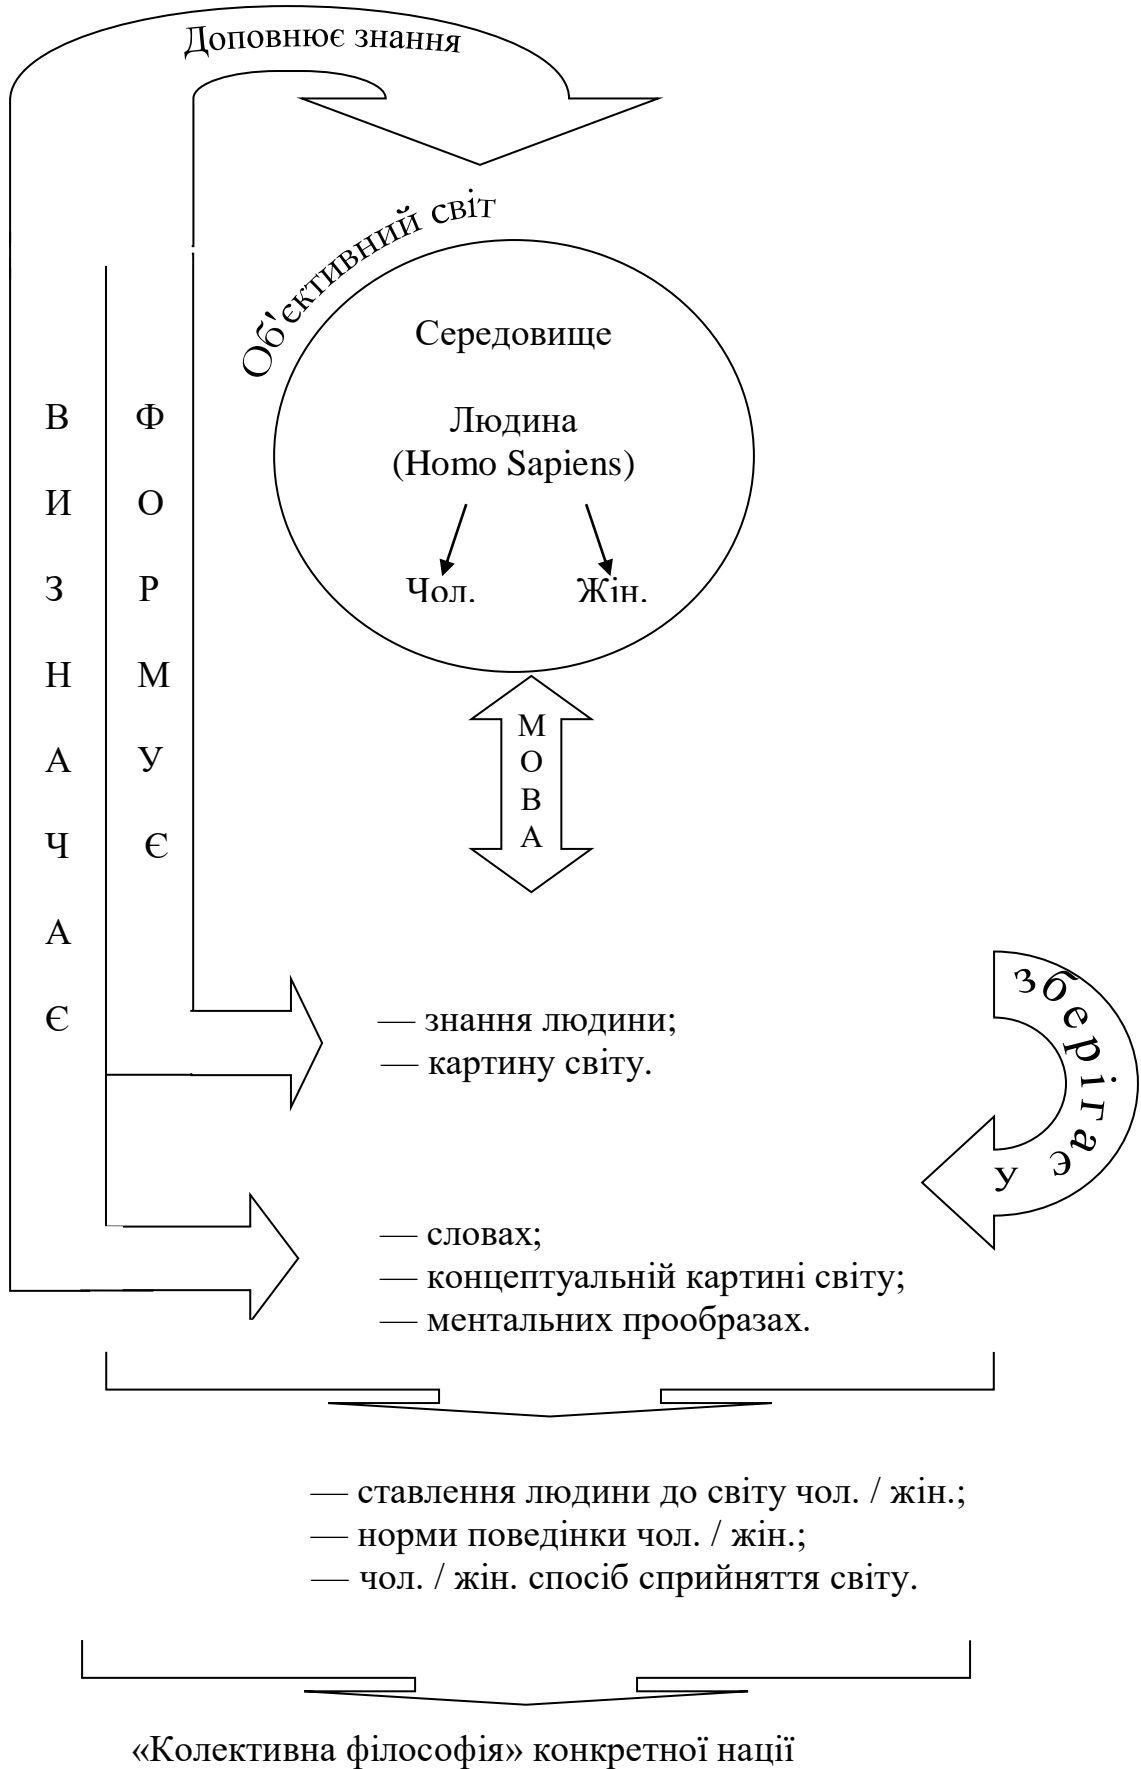 Доповнює знання
Об'єктивний світ
Середовище
Людина
(Homo Sapiens)
Чол.
Жін.
ВИЗНАЧАЄ
ФОРМУЄ
МОВА
— знання людини;
— картину світу.
зберігає у
— словах;
— концептуальній картині світу;
— ментальних прообразах.
— ставлення людини до світу чол. / жін.;
— норми поведінки чол. / жін.;
— чол. / жін. спосіб сприйняття світу.
«Колективна філософія» конкретної нації